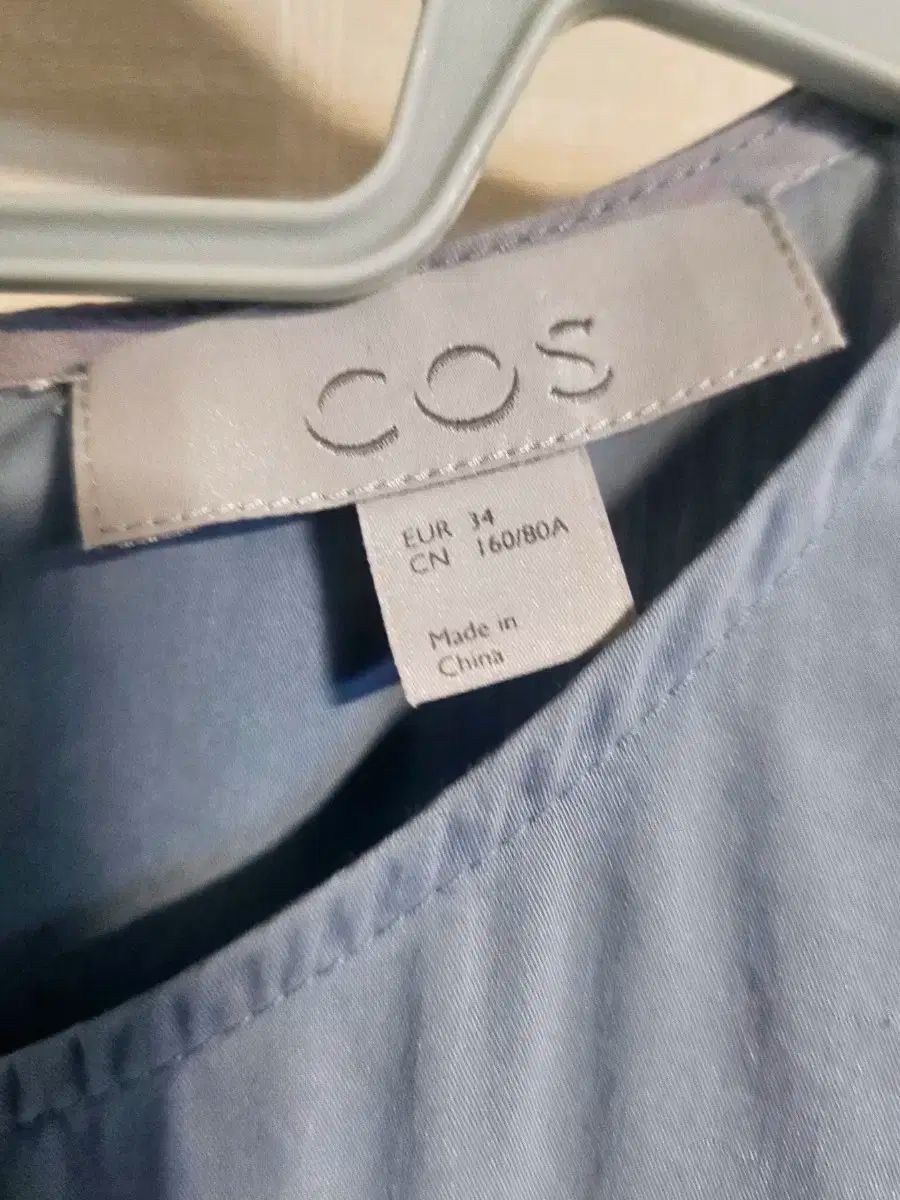 COS
EUR 34
CN 160/80A
Made in
China